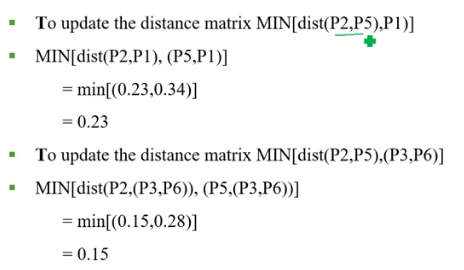 ▪ To update the distance matrix MIN[dist(P2,P5),P1)]
▪ MIN[dist(P2,P1), (P5,P1)]
= min[(0.23,0.34)]
= 0.23
▪ To update the distance matrix MIN[dist(P2,P5),(P3,P6)]
▪ MIN[dist(P2,(P3,P6)), (P5,(P3,P6))]
= min[(0.15,0.28)]
= 0.15